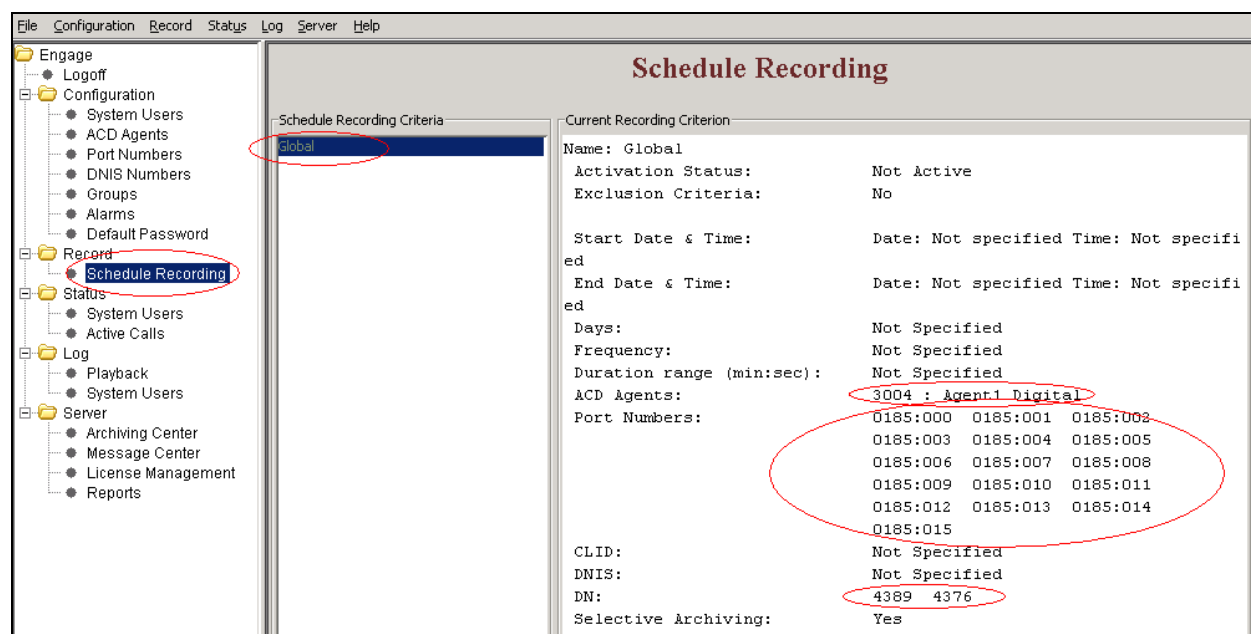 File Configuration Record Status Log Server Help
Engage
Logoff
Configuration
System Users
ACD Agents
Port Numbers
DNIS Numbers
Groups
Alarms
Default Password
Record
Schedule Recording
Status
System Users
Active Calls
Log
Playback
System Users
Server
Archiving Center
Message Center
License Management
Reports
Schedule Recording
Schedule Recording Criteria
Global
Current Recording Criterion
Name: Global
Activation Status: Not Active
Exclusion Criteria: No
Start Date & Time: Date: Not specified Time: Not specifi
ed
End Date & Time: Date: Not specified Time: Not specifi
ed
Days: Not Specified
Frequency: Not Specified
Duration range (min:sec): Not Specified
ACD Agents: 3004 : Agent1 Digital
Port Numbers: 0185:000 0185:001 0185:002
0185:003 0185:004 0185:005
0185:006 0185:007 0185:008
0185:009 0185:010 0185:011
0185:012 0185:013 0185:014
0185:015
CLID: Not Specified
DNIS: Not Specified
DN: 4389 4376
Selective Archiving: Yes